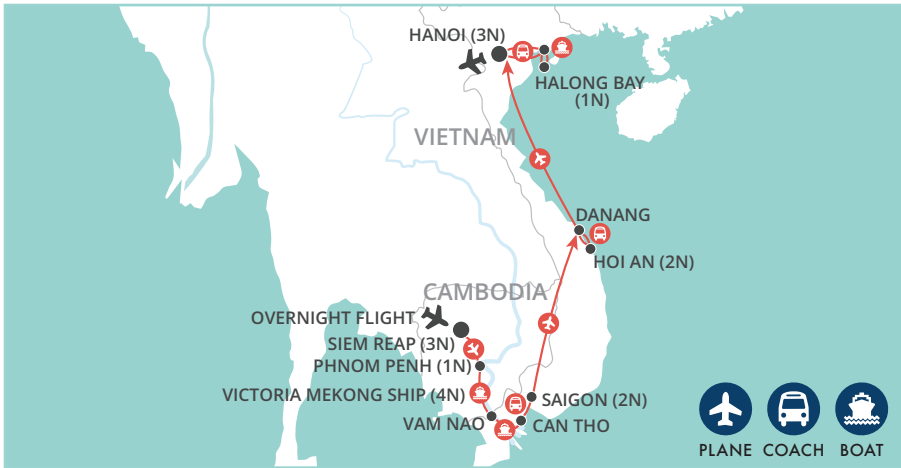 HANOI (3N)
HALONG BAY
(1N)
VIETNAM
DANANG
HOI AN (2N)
CAMBODIA
OVERNIGHT FLIGHT
SIEM REAP (3N)
PHNOM PENH (1N)
VICTORIA MEKONG SHIP (4N)
SAIGON (2N)
VAM NAO
CAN THO
PLANE COACH BOAT